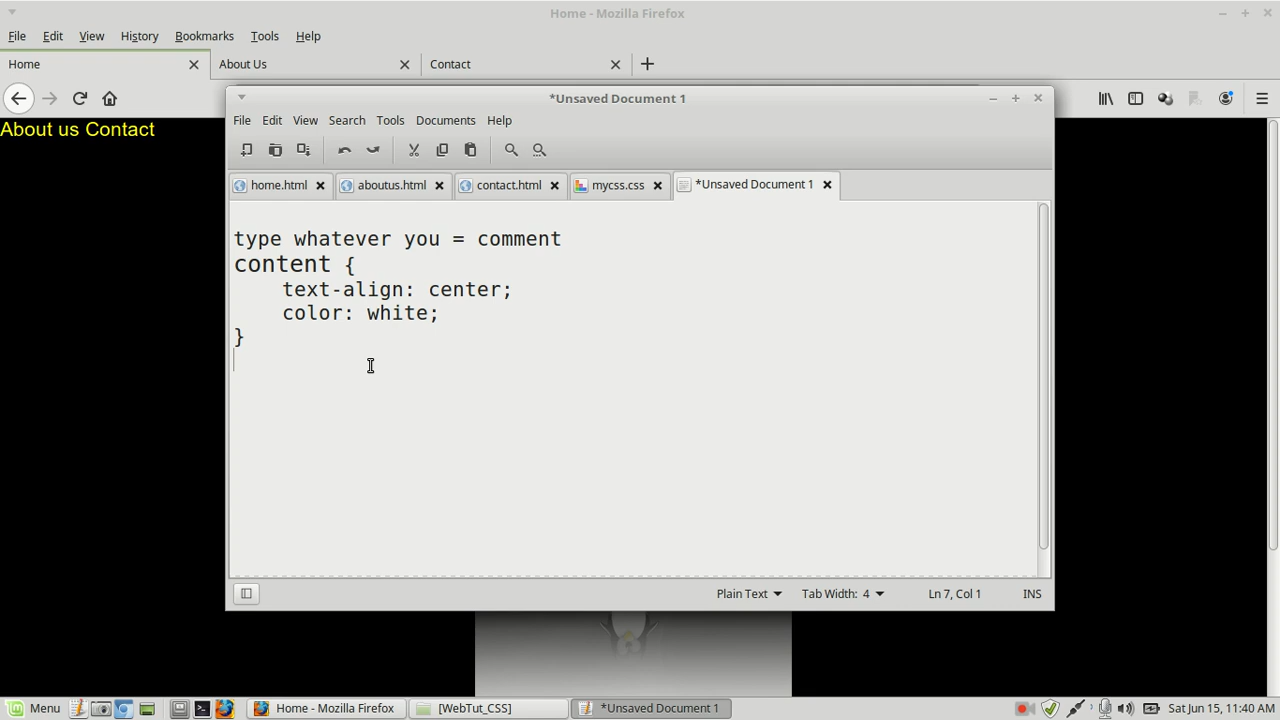 Home - Mozilla Firefox
File Edit View History Bookmarks Tools Help
Home About Us Contact
*Unsaved Document 1
About us Contact
File Edit View Search Tools Documents Help
home.html aboutus.html contact.html mycss.css *Unsaved Document 1
type whatever you = comment
content {
text-align: center;
color: white;
}
Plain Text Tab Width: 4 Ln 7, Col 1 INS
Menu Home - Mozilla Firefox [WebTut_CSS] *Unsaved Document 1 Sat Jun 15, 11:40 AM